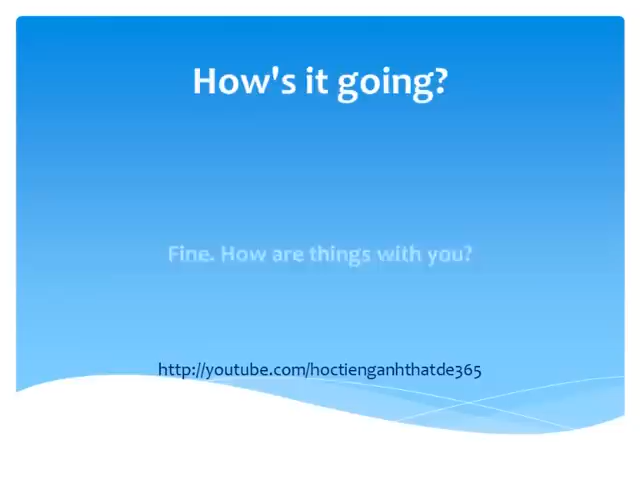 How's it going?
Fine. How are things with you?
http://youtube.com/hoctienganhthatde365